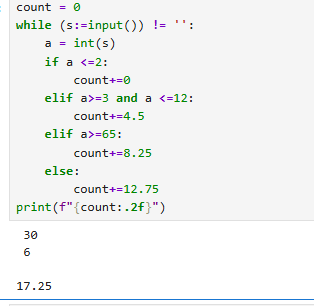 count = 0
while (s:=input()) != '':
    a = int(s)
    if a <=2:
        count+=0
    elif a>=3 and a <=12:
        count+=4.5
    elif a>=65:
        count+=8.25
    else:
        count+=12.75
print(f"{count:.2f}")
30
6
17.25